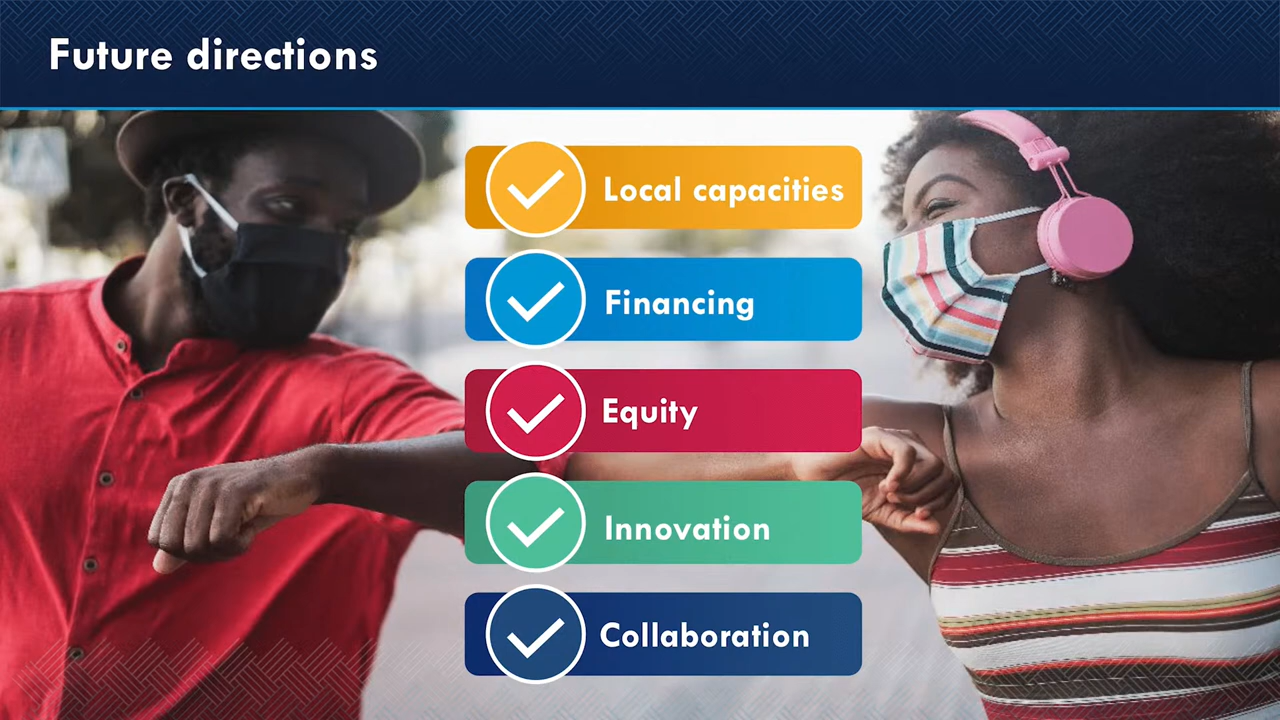 Future directions
Local capacities
Financing
Equity
Innovation
Collaboration